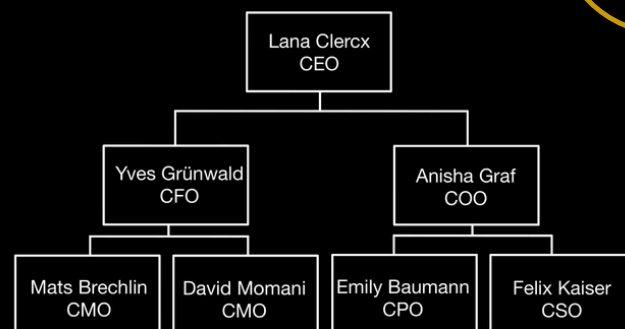 Lana Clercx
CEO
Yves Grünwald
CFO
Anisha Graf
COO
Mats Brechlin
CMO
David Momani
CMO
Emily Baumann
CPO
Felix Kaiser
CSO